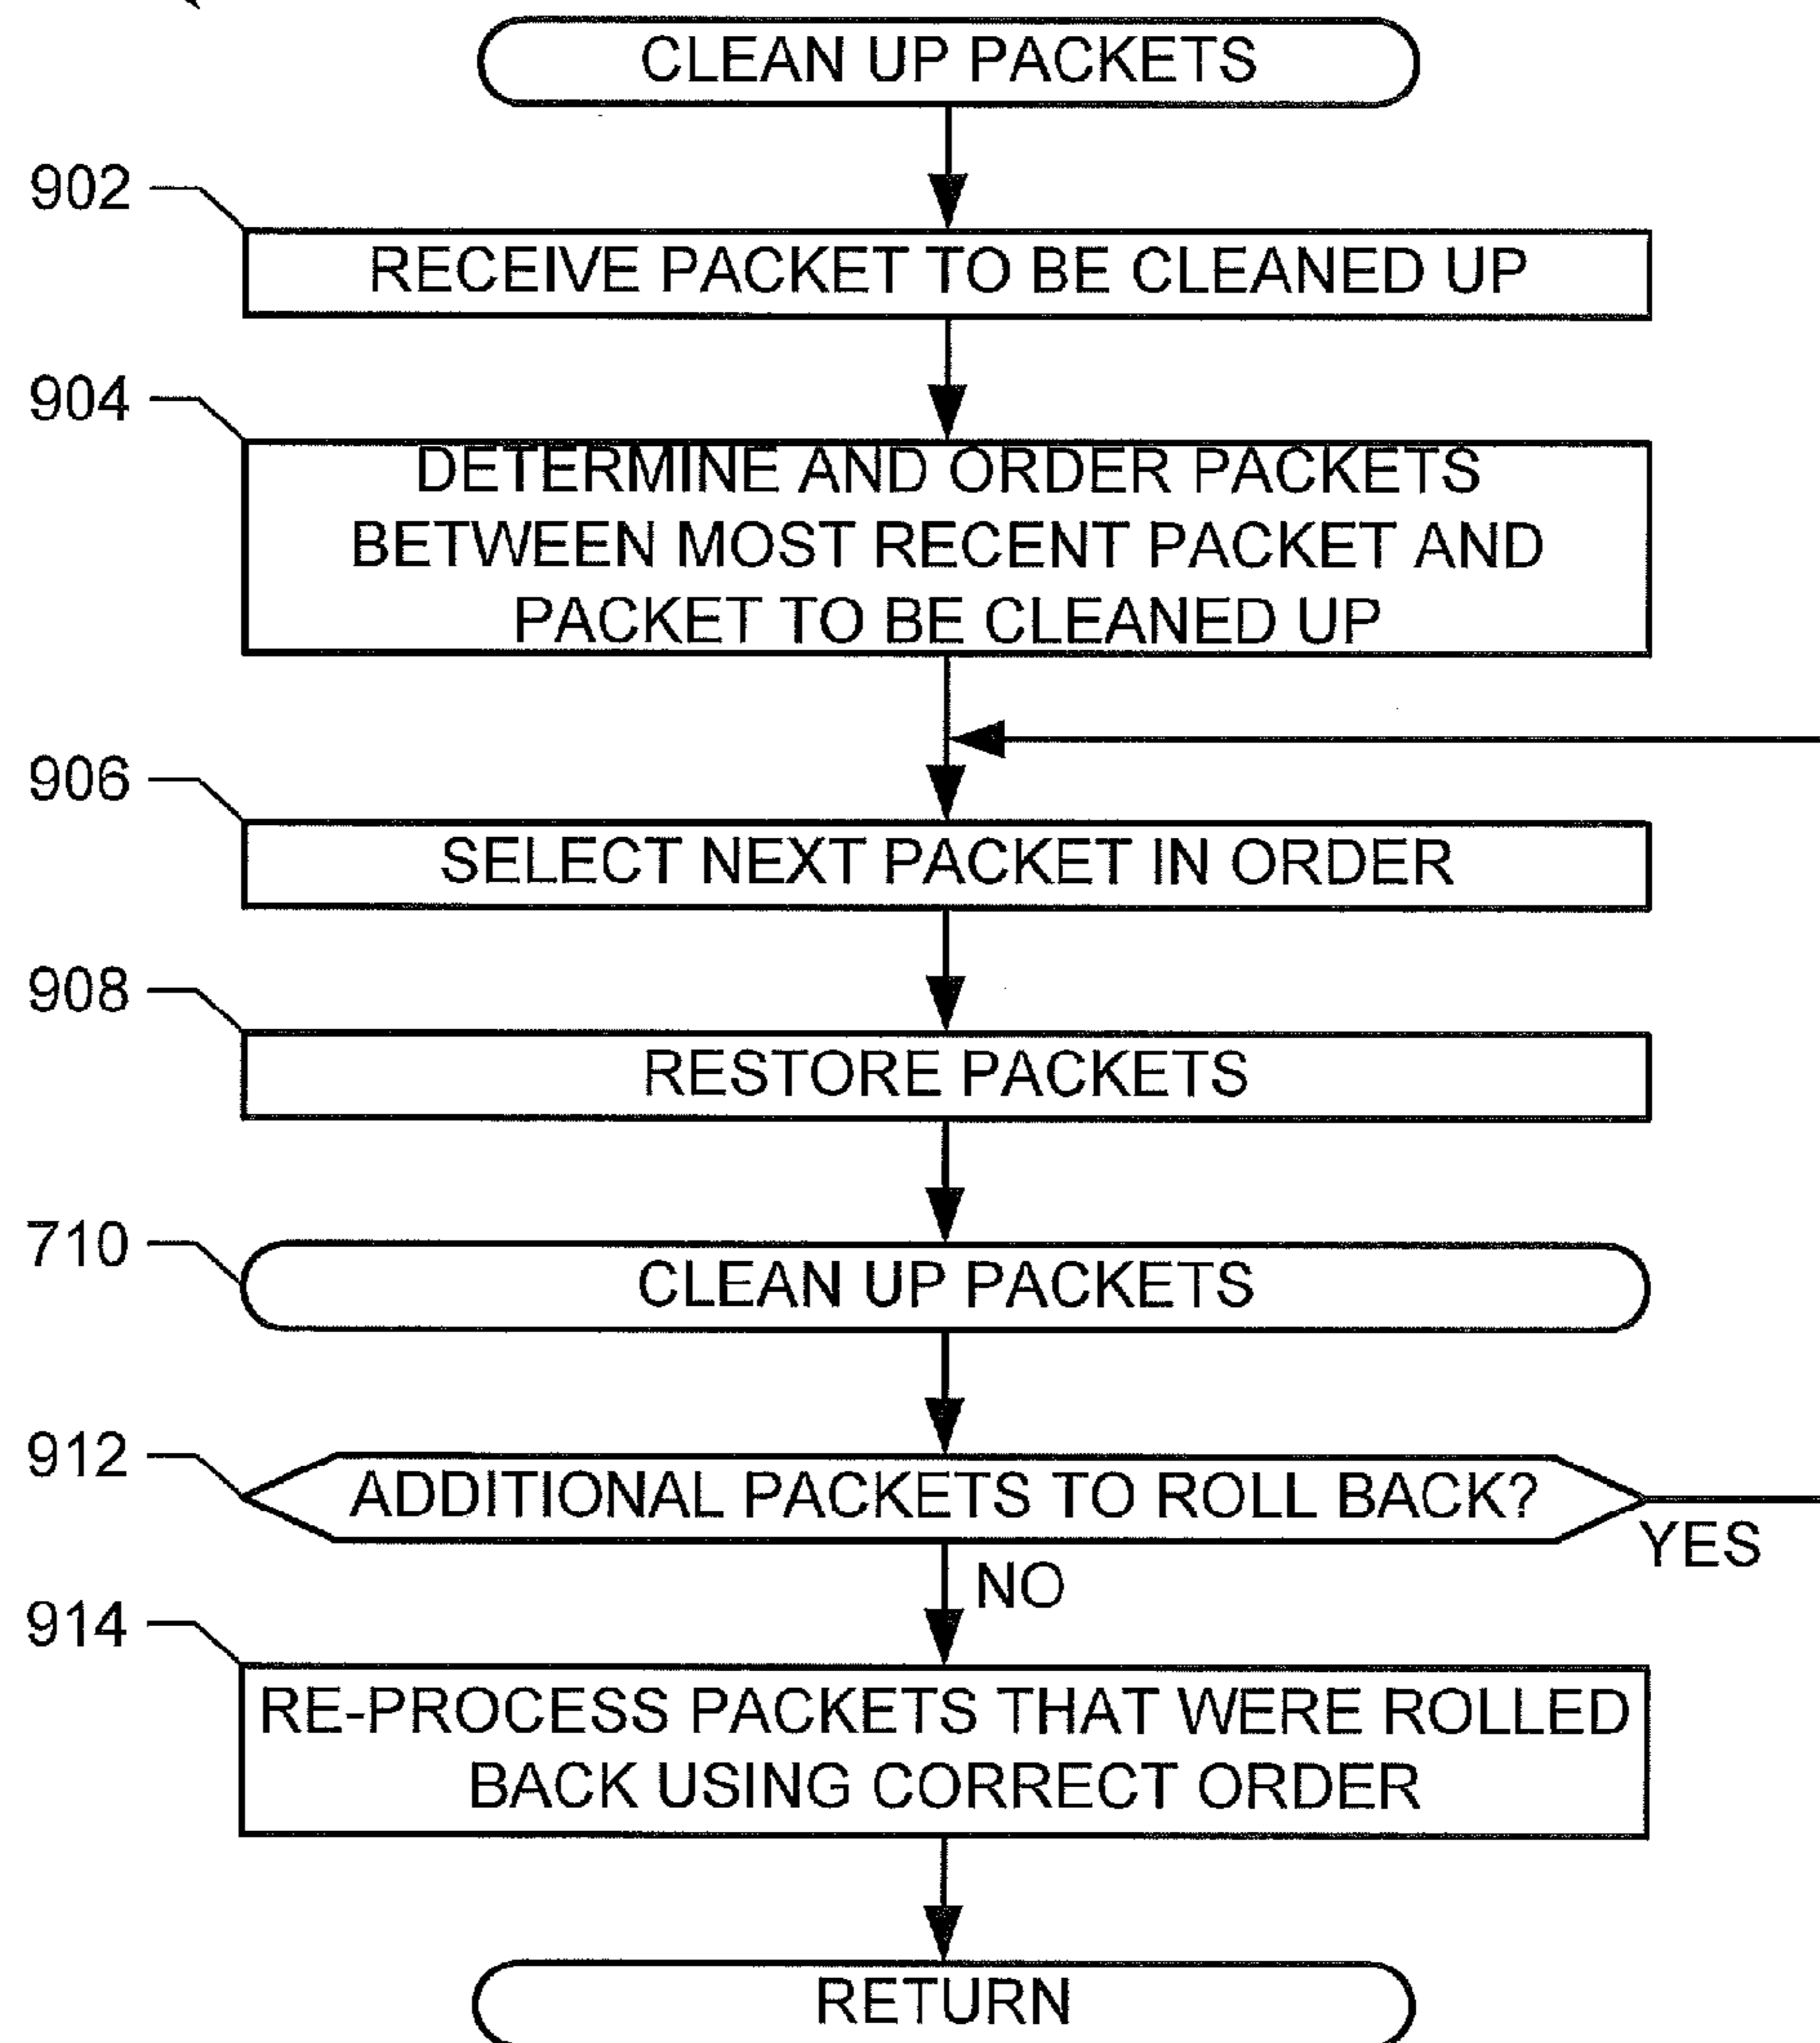 CLEAN UP PACKETS
902
RECEIVE PACKET TO BE CLEANED UP
904
DETERMINE AND ORDER PACKETS
BETWEEN MOST RECENT PACKET AND
PACKET TO BE CLEANED UP
906
SELECT NEXT PACKET IN ORDER
908
RESTORE PACKETS
710
CLEAN UP PACKETS
912
ADDITIONAL PACKETS TO ROLL BACK?
YES
NO
914
RE-PROCESS PACKETS THAT WERE ROLLED
BACK USING CORRECT ORDER
RETURN